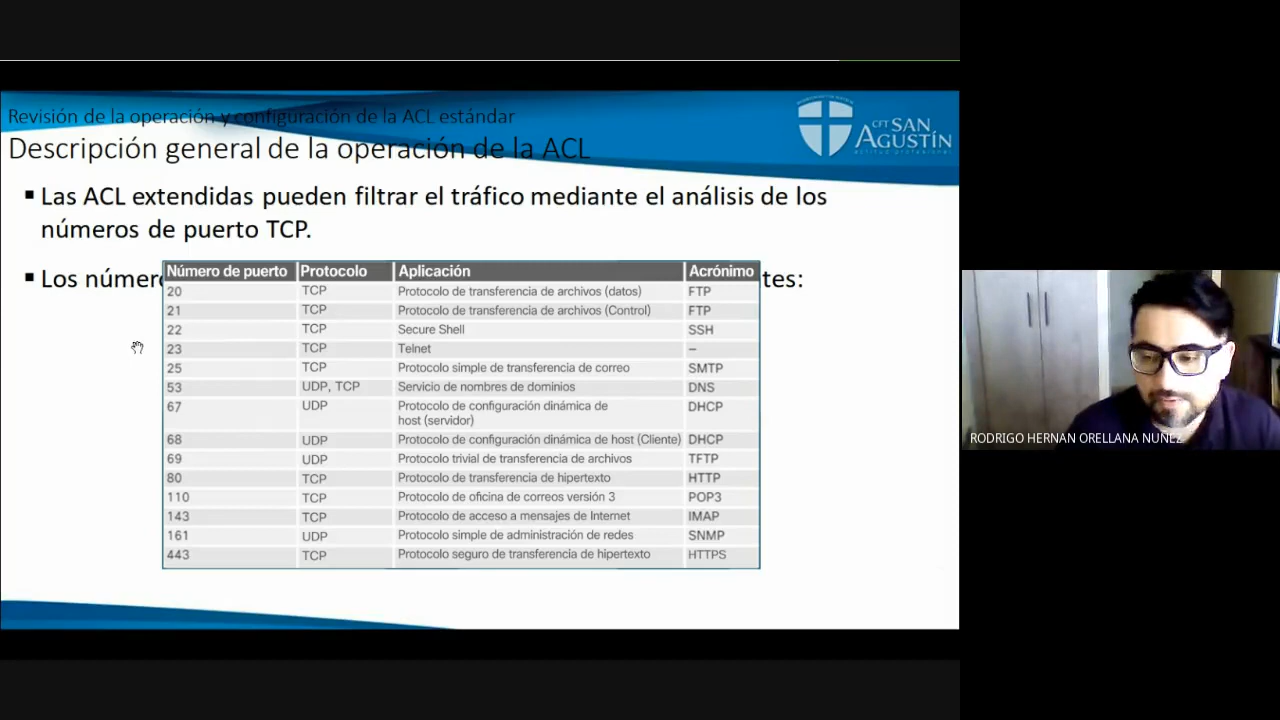 Revisión de la operación y configuración de la ACL estándar
Descripción general de la operación de la ACL
CFT SAN
AGUSTÍN
▪ Las ACL extendidas pueden filtrar el tráfico mediante el análisis de los
números de puerto TCP.
▪ Los númer tes:
Número de puerto Protocolo Aplicación Acrónimo
20 TCP Protocolo de transferencia de archivos (datos) FTP
21 TCP Protocolo de transferencia de archivos (Control) FTP
22 TCP Secure Shell SSH
23 TCP Telnet –
25 TCP Protocolo simple de transferencia de correo SMTP
53 UDP, TCP Servicio de nombres de dominios DNS
67 UDP Protocolo de configuración dinámica de DHCP
host (servidor)
68 UDP Protocolo de configuración dinámica de host (Cliente) DHCP
69 UDP Protocolo trivial de transferencia de archivos TFTP
80 TCP Protocolo de transferencia de hipertexto HTTP
110 TCP Protocolo de oficina de correos versión 3 POP3
143 TCP Protocolo de acceso a mensajes de Internet IMAP
161 UDP Protocolo simple de administración de redes SNMP
443 TCP Protocolo seguro de transferencia de hipertexto HTTPS
RODRIGO HERNAN ORELLANA NUÑEZ